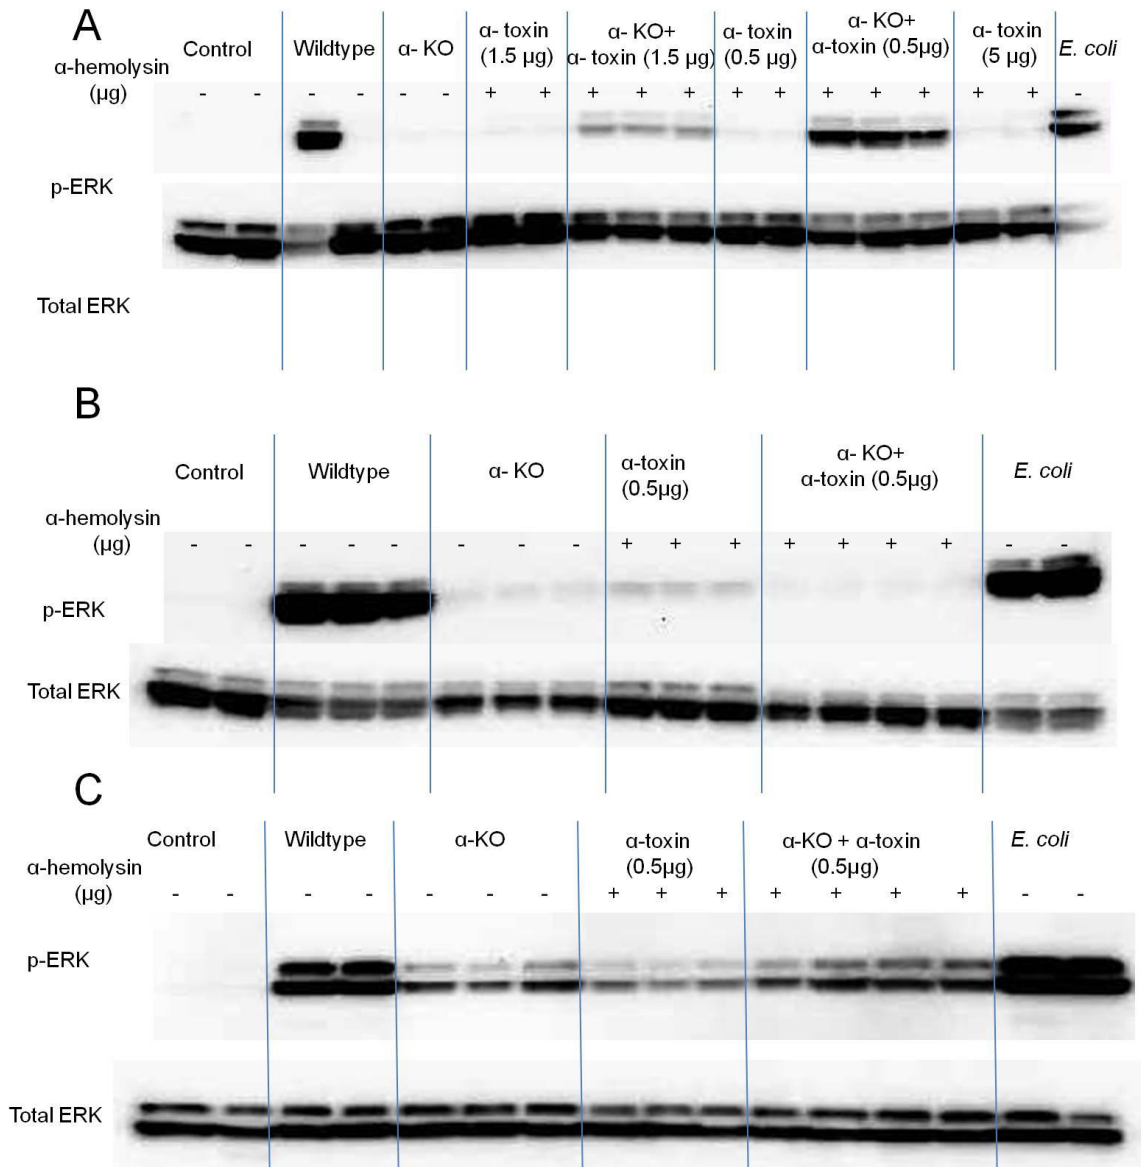 A
Control Wildtype α- KO α- toxin (1.5 µg) α- KO+ α- toxin (1.5 µg) α- toxin (0.5 µg) α- KO+ α-toxin (0.5µg) α- toxin (5 µg) E. coli
α-hemolysin (µg) - - - - - - + + + + + + + + + + + + -
p-ERK
Total ERK
B
Control Wildtype α- KO α-toxin (0.5µg) α- KO+ α-toxin (0.5µg) E. coli
α-hemolysin (µg) - - - - - - - - + + + + + + + - -
p-ERK
Total ERK
C
Control Wildtype α-KO α-toxin (0.5µg) α-KO + α-toxin (0.5µg) E. coli
α-hemolysin (µg) - - - - - - - + + + + + + + - -
p-ERK
Total ERK